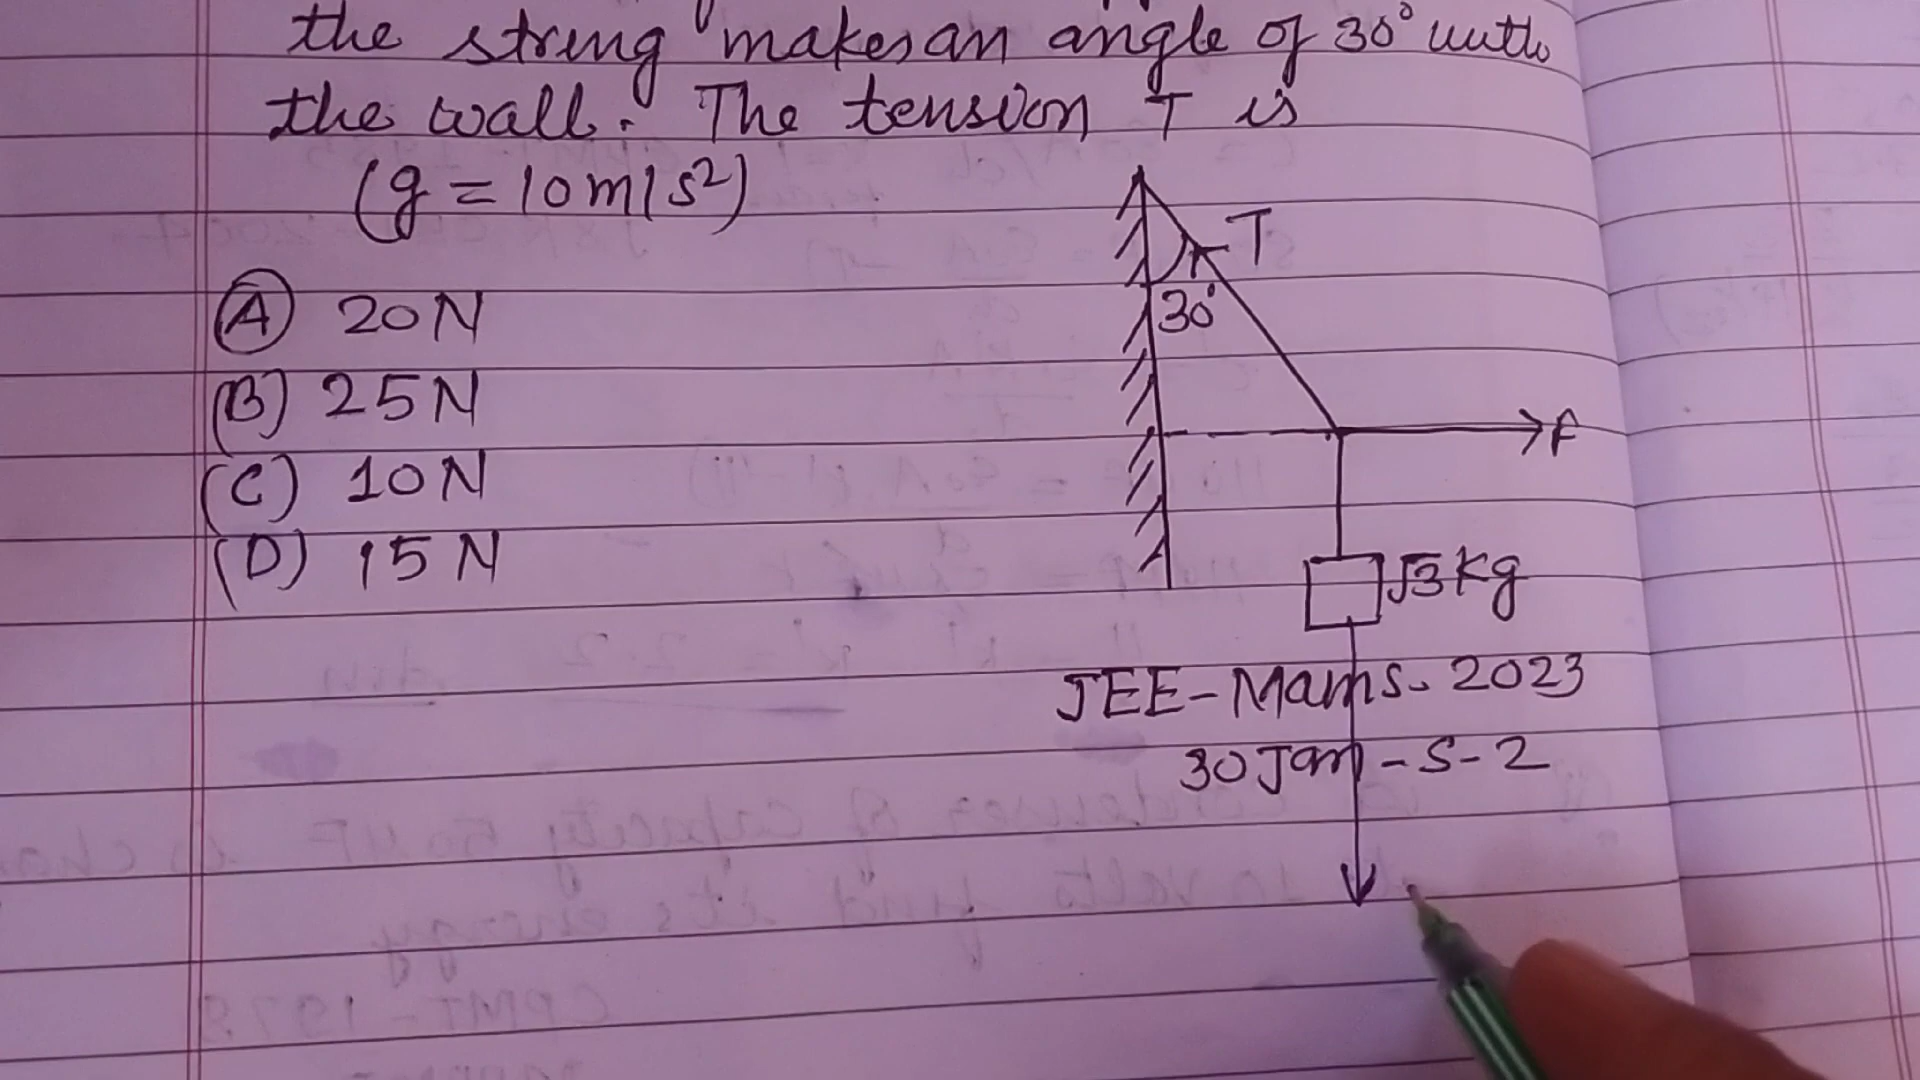 the string makes an angle of 30° with
the wall. The tension T is
(g = 10 m/s²)
(A) 20 N
(B) 25 N
(C) 10 N
(D) 15 N
T
30°
F
√3 kg
JEE-Mains. 2023
30 Jan - S - 2